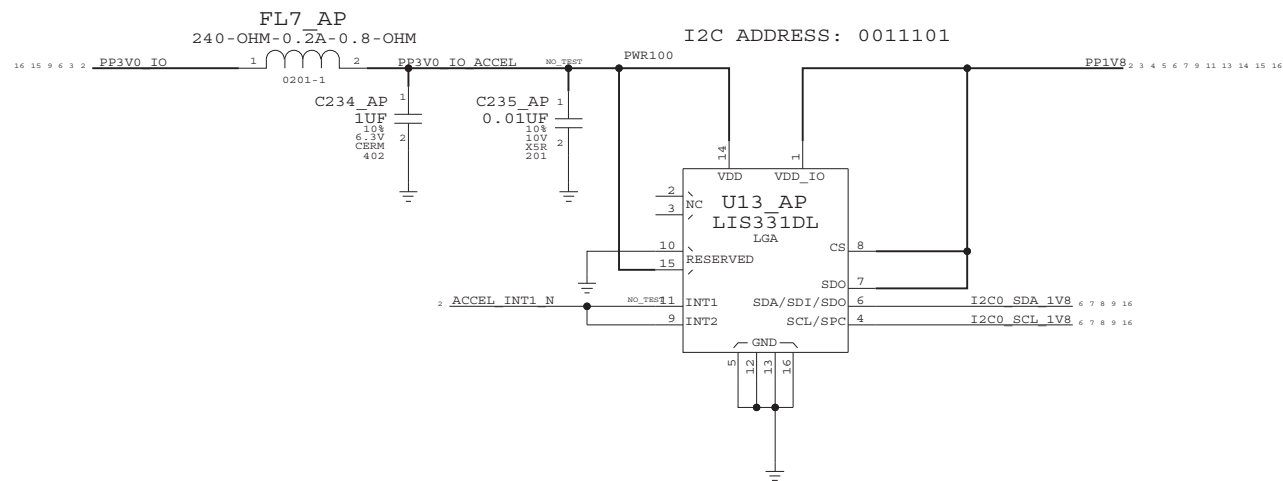 FL7_AP
240-OHM-0.2A-0.8-OHM
I2C ADDRESS: 0011101
16 15 9 6 3 2 PP3V0_IO 1 2 PP3V0_IO_ACCEL NO_TEST PWR100 PP1V8 2 3 4 5 6 7 9 11 13 14 15 16
0201-1
C234_AP 1
1UF
10%
6.3V 2
CERM
402
C235_AP 1
0.01UF
10%
10V 2
X5R
201
14 1
VDD VDD_IO
2
NC
3
U13_AP
LIS331DL
LGA
CS 8
10
RESERVED
15
SDO 7
2 ACCEL_INT1_N NO_TEST 11 INT1 SDA/SDI/SDO 6 I2C0_SDA_1V8 6 7 8 9 16
9 INT2 SCL/SPC 4 I2C0_SCL_1V8 6 7 8 9 16
GND
5 12 13 16